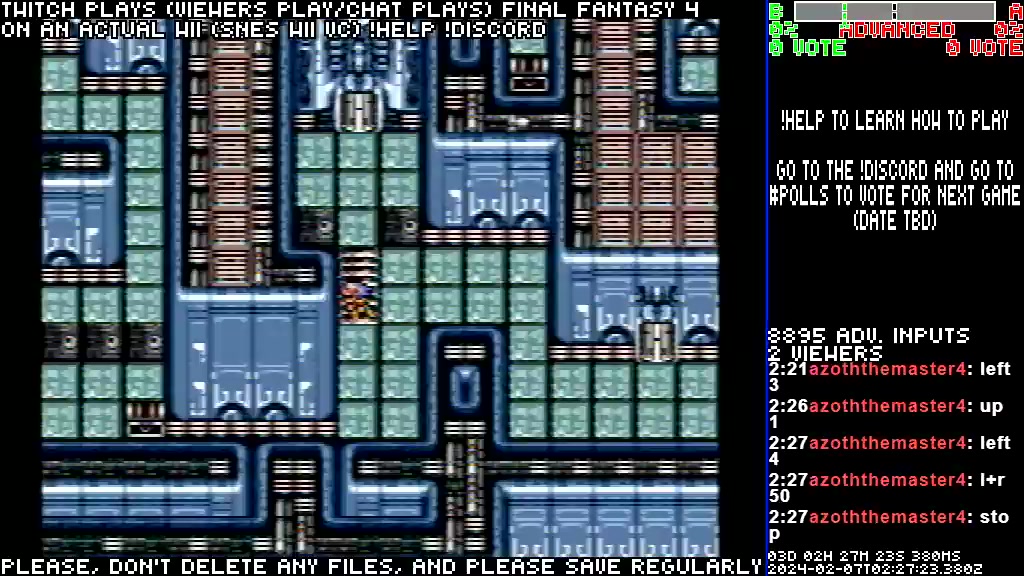 TWITCH PLAYS (VIEWERS PLAY/CHAT PLAYS) FINAL FANTASY 4
ON AN ACTUAL WII (SNES WII VC) !HELP !DISCORD
B A
0% ADVANCED 0%
0 VOTE 0 VOTE
!HELP TO LEARN HOW TO PLAY
GO TO THE !DISCORD AND GO TO
#POLLS TO VOTE FOR NEXT GAME
(DATE TBD)
8895 ADV. INPUTS
2 VIEWERS
2:21azoththemaster4: left
3
2:26azoththemaster4: up
1
2:27azoththemaster4: left
4
2:27azoththemaster4: l+r
50
2:27azoththemaster4: sto
p
03D 02H 27M 23S 380MS
2024-02-07T02:27:23.380Z
PLEASE, DON'T DELETE ANY FILES, AND PLEASE SAVE REGULARLY